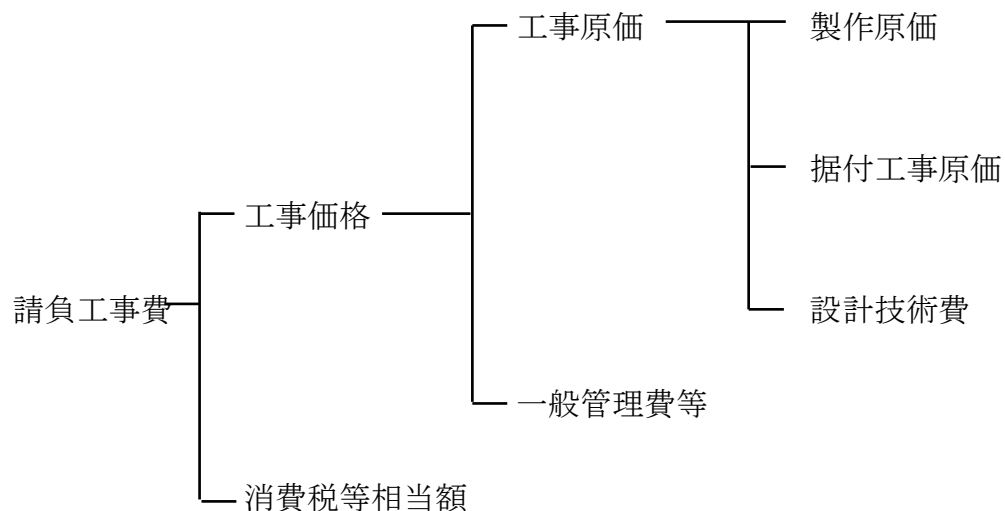 工事原価
製作原価
据付工事原価
工事価格
請負工事費
設計技術費
一般管理費等
消費税等相当額